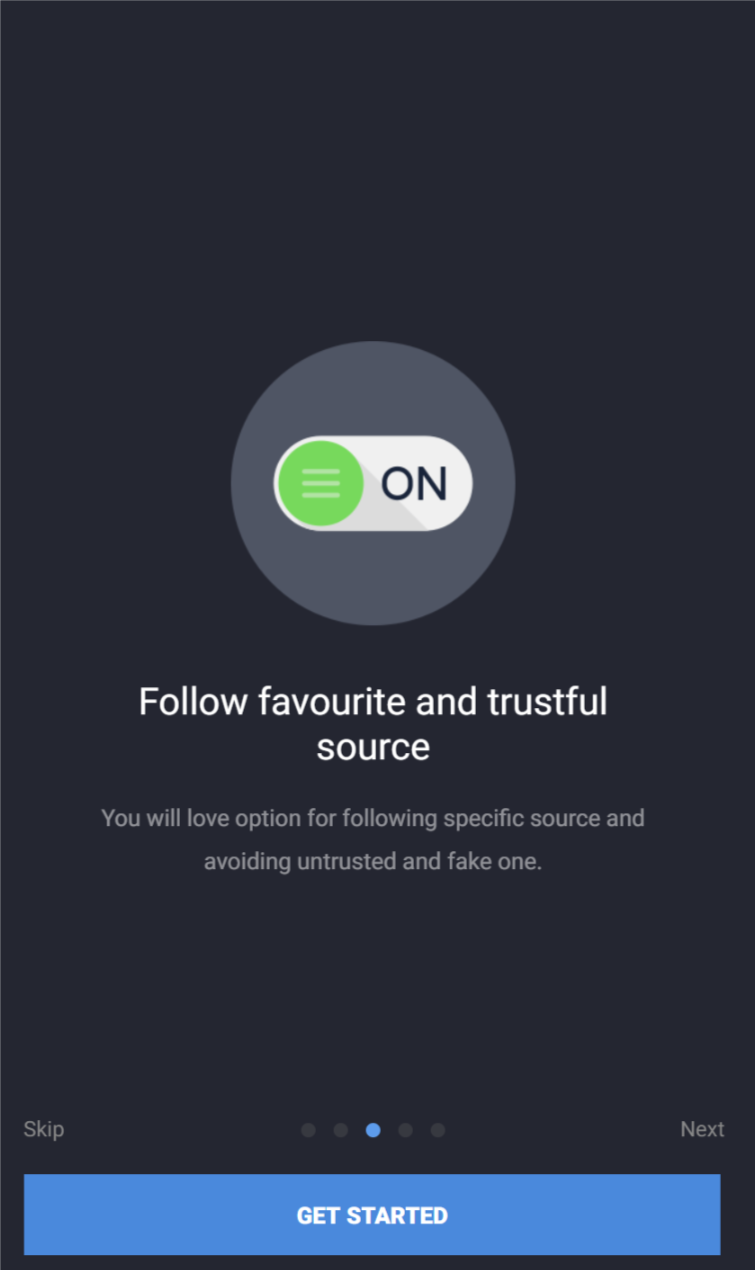 ON
Follow favourite and trustful
source
You will love option for following specific source and
avoiding untrusted and fake one.
Skip
Next
GET STARTED